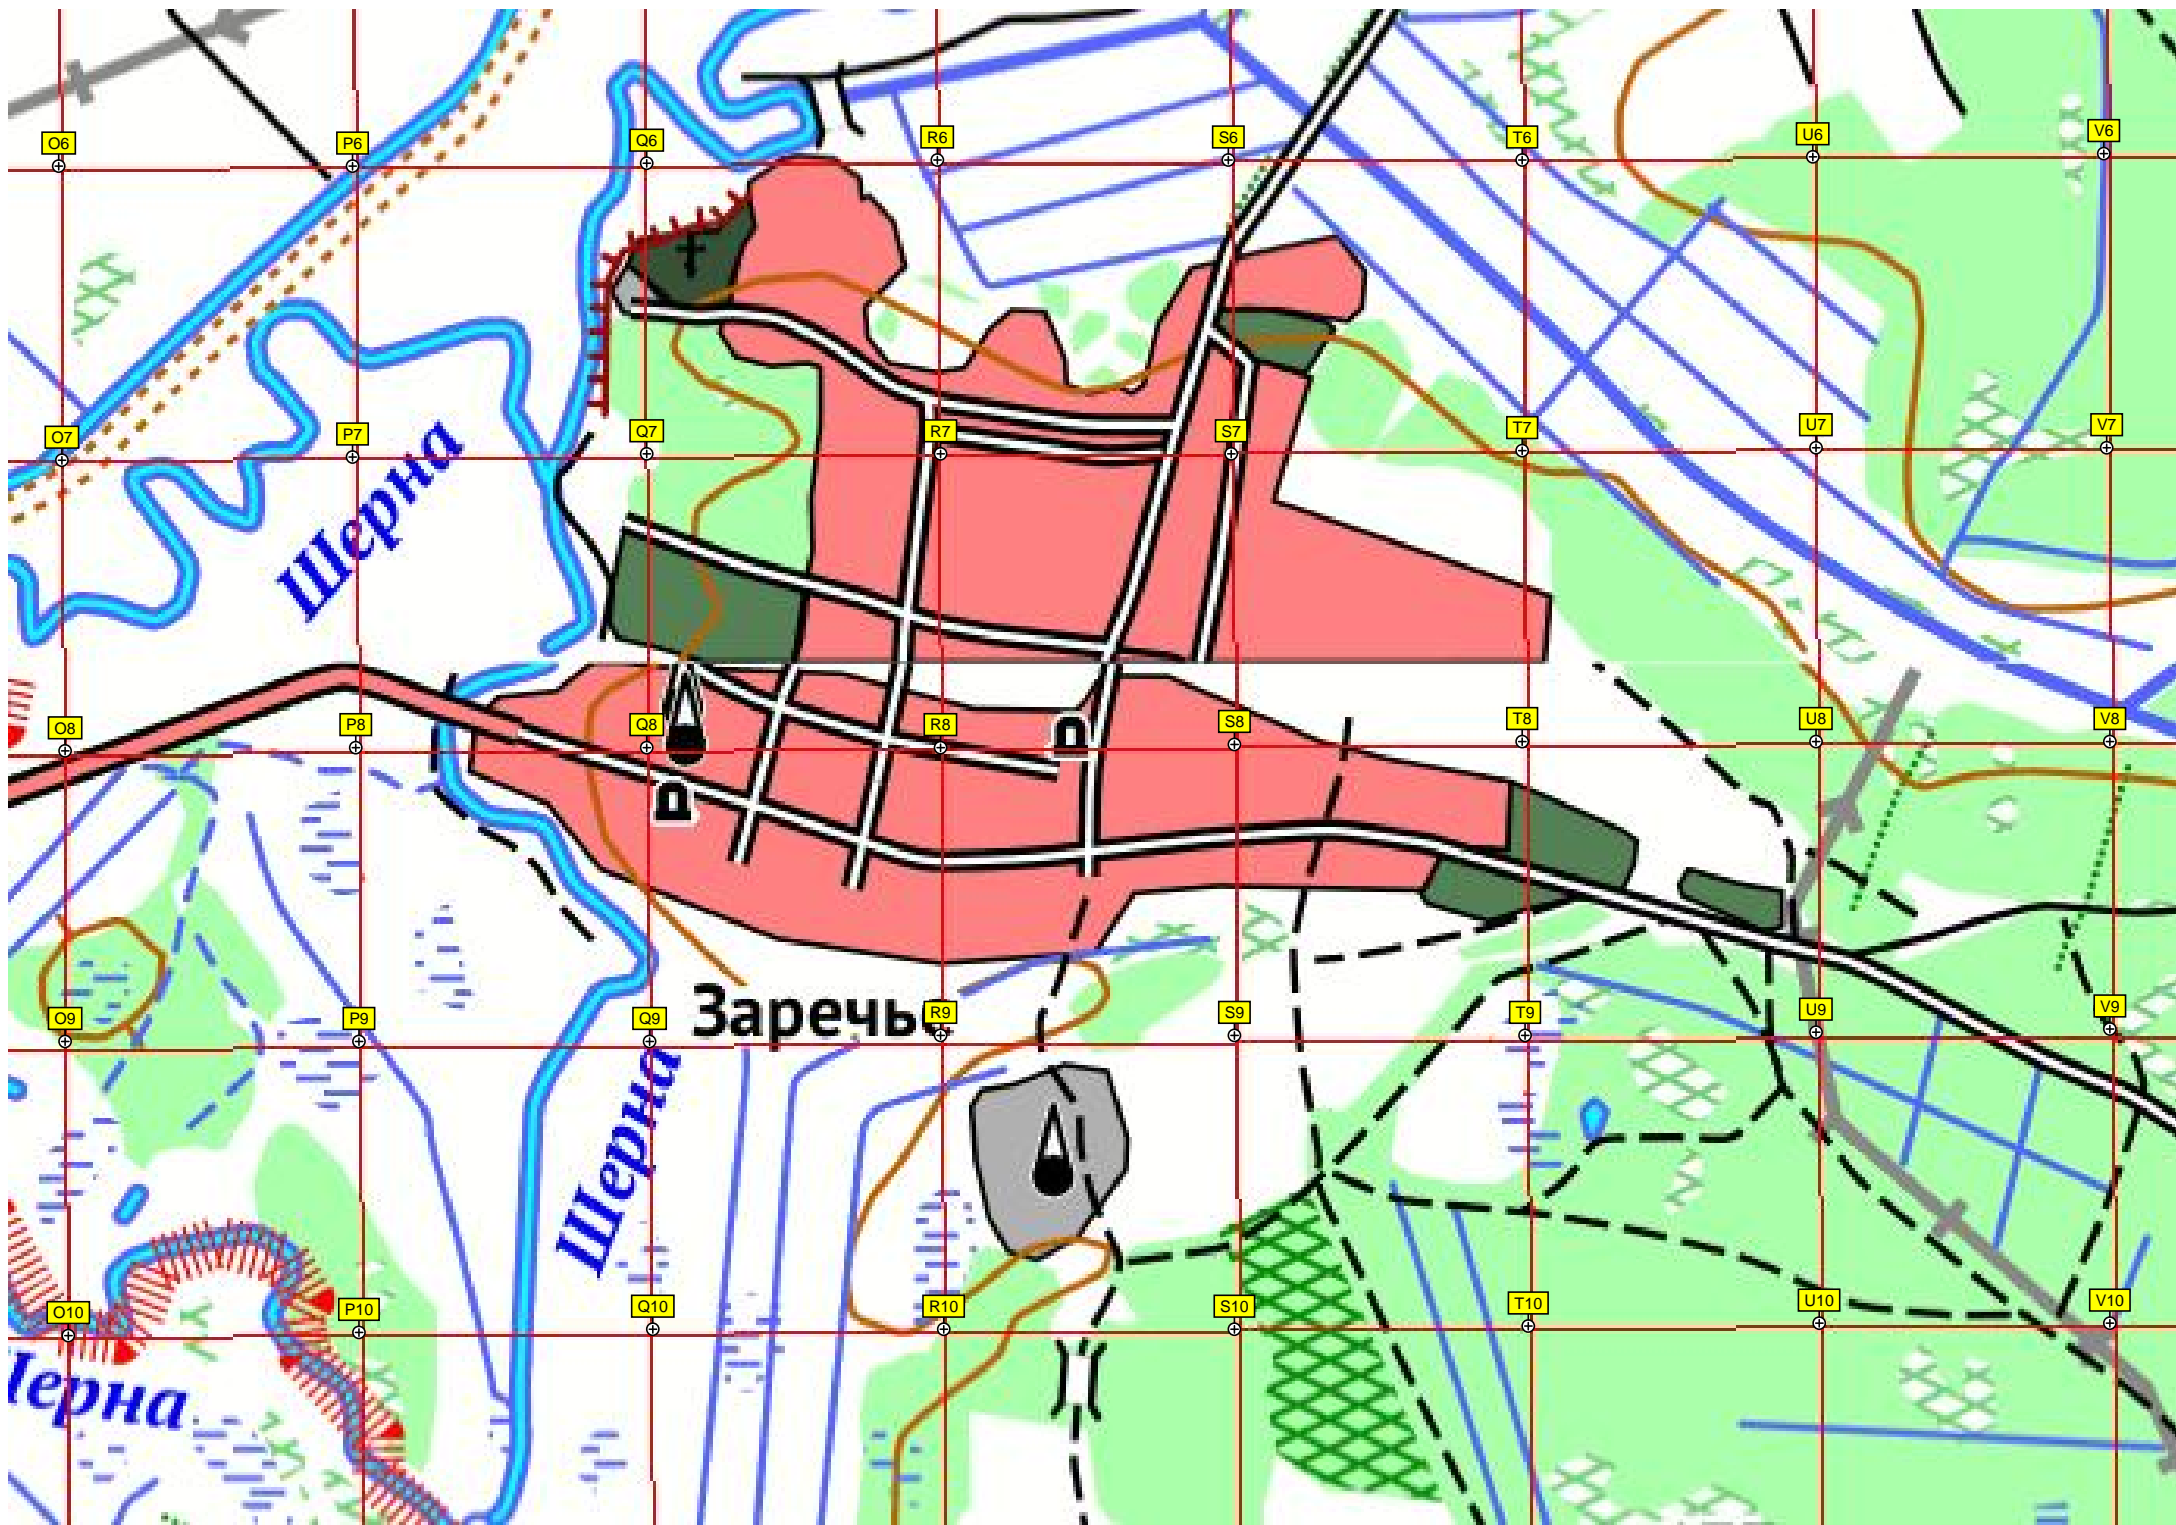 O6 P6 Q6 R6 S6 T6 U6 V6
O7 P7 Q7 R7 S7 T7 U7 V7
Шерна
O8 P8 Q8 R8 S8 T8 U8 V8
Заречье
O9 P9 Q9 R9 S9 T9 U9 V9
Шерна
O10 P10 Q10 R10 S10 T10 U10 V10
Шерна